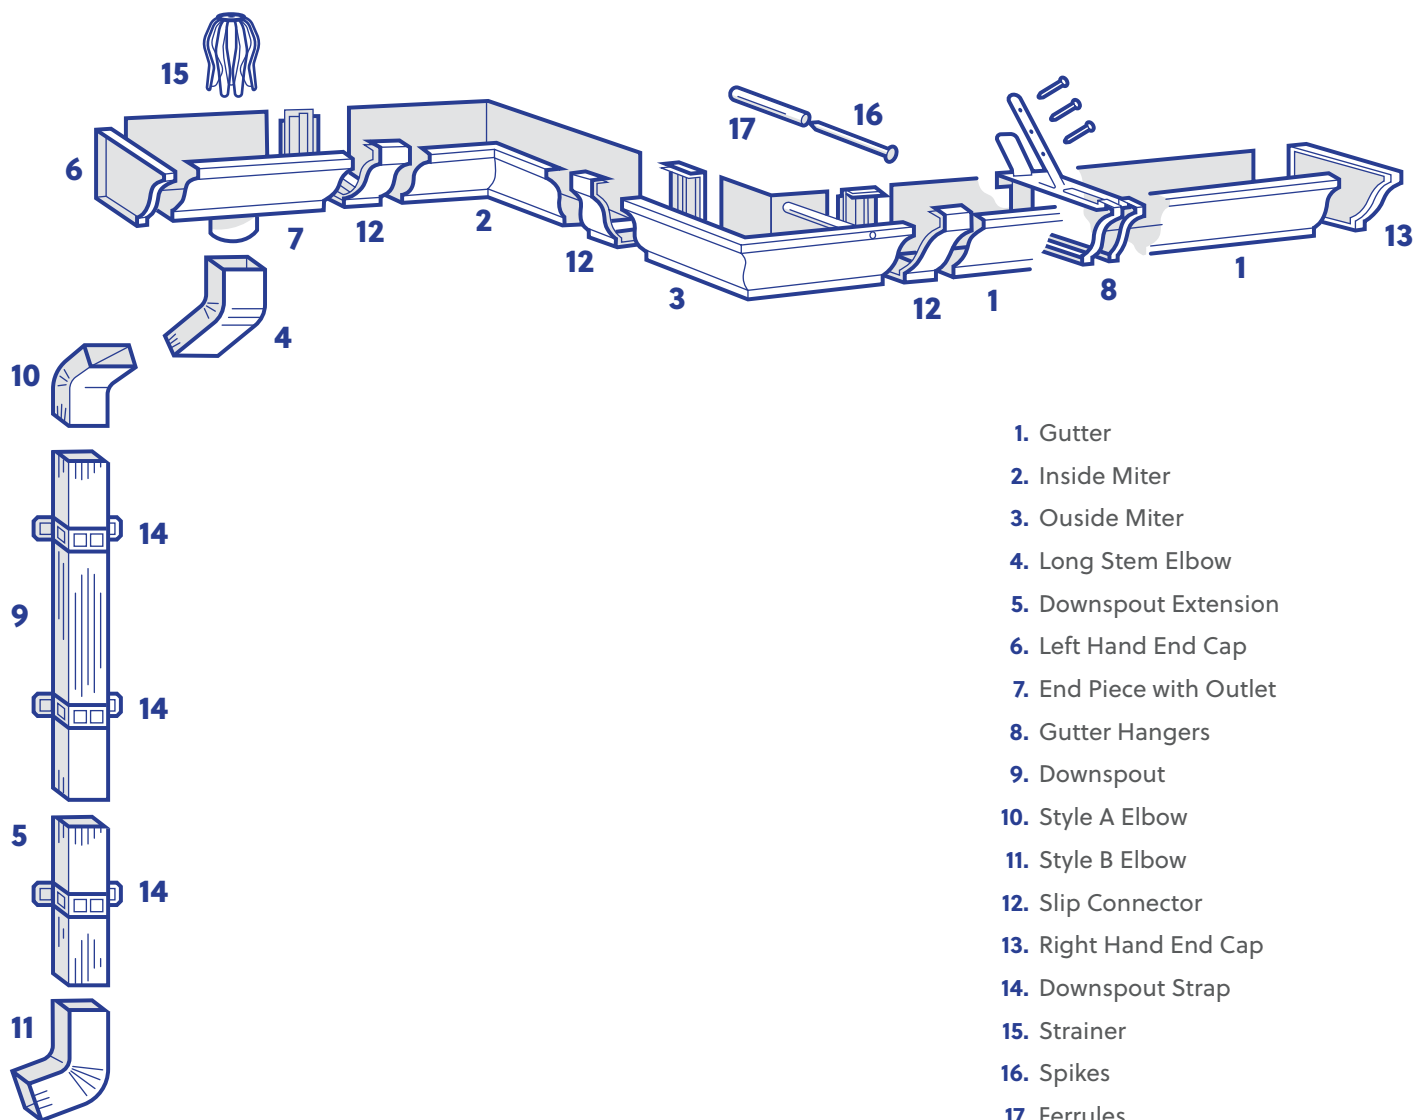 15
17
16
6
7
12
2
12
3
12
1
8
1
13
4
10
14
9
14
5
14
11
1. Gutter
2. Inside Miter
3. Ouside Miter
4. Long Stem Elbow
5. Downspout Extension
6. Left Hand End Cap
7. End Piece with Outlet
8. Gutter Hangers
9. Downspout
10. Style A Elbow
11. Style B Elbow
12. Slip Connector
13. Right Hand End Cap
14. Downspout Strap
15. Strainer
16. Spikes
17. Ferrules